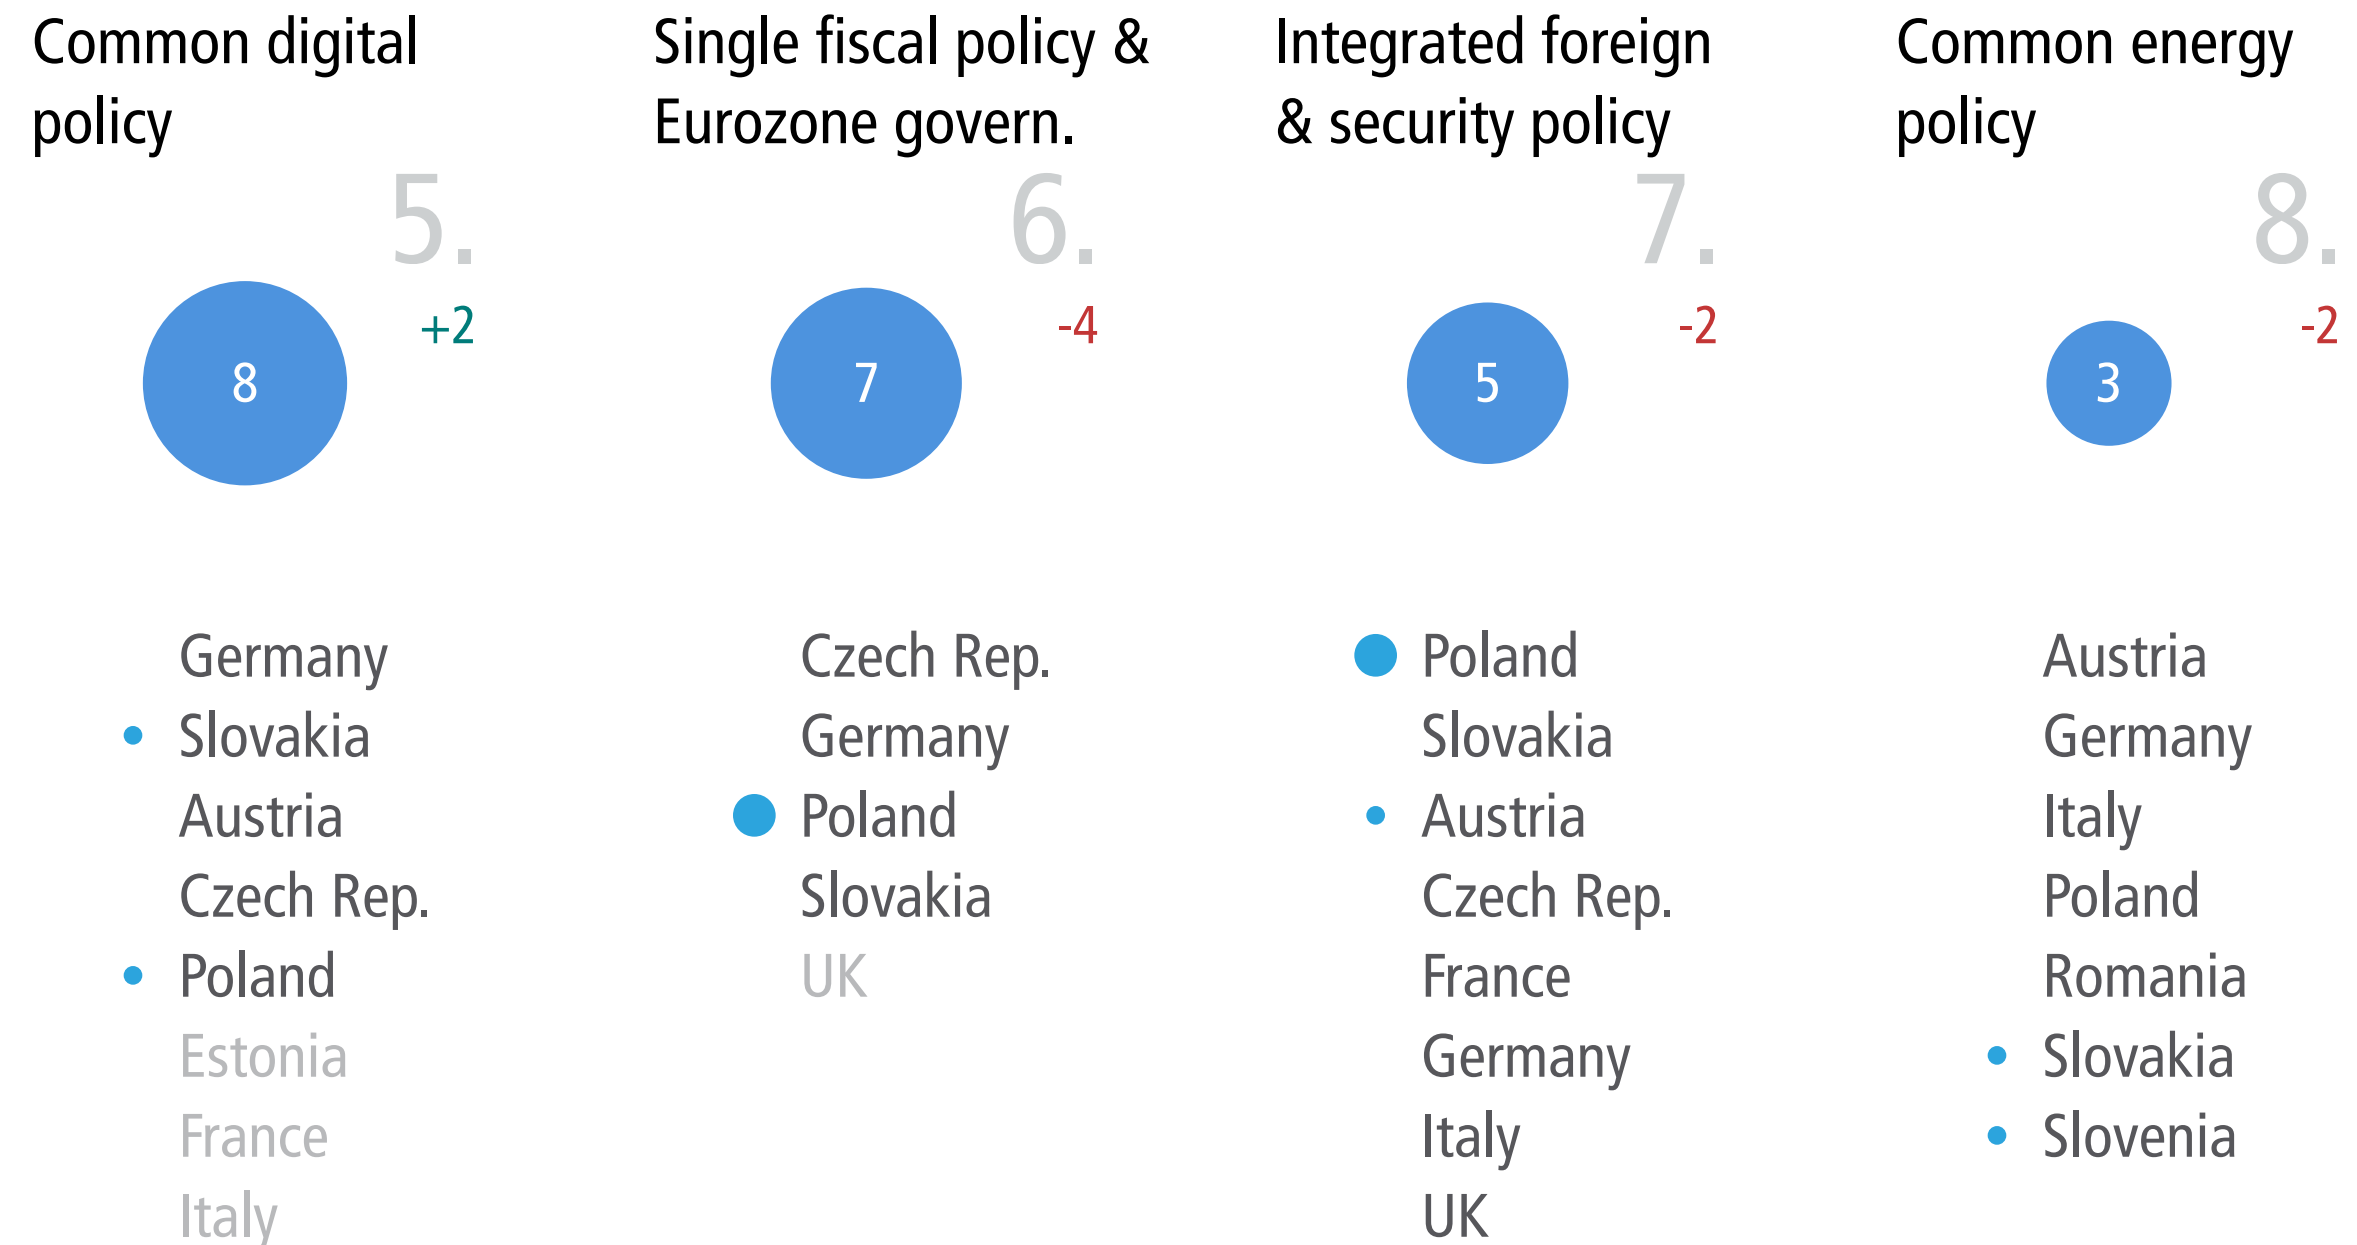 Common digital
policy
5.
+2
8
Germany
Slovakia
Austria
Czech Rep.
Poland
Estonia
France
Italy
Single fiscal policy &
Eurozone govern.
6.
-4
7
Czech Rep.
Germany
Poland
Slovakia
UK
Integrated foreign
& security policy
7.
-2
5
Poland
Slovakia
Austria
Czech Rep.
France
Germany
Italy
UK
Common energy
policy
8.
-2
3
Austria
Germany
Italy
Poland
Romania
Slovakia
Slovenia